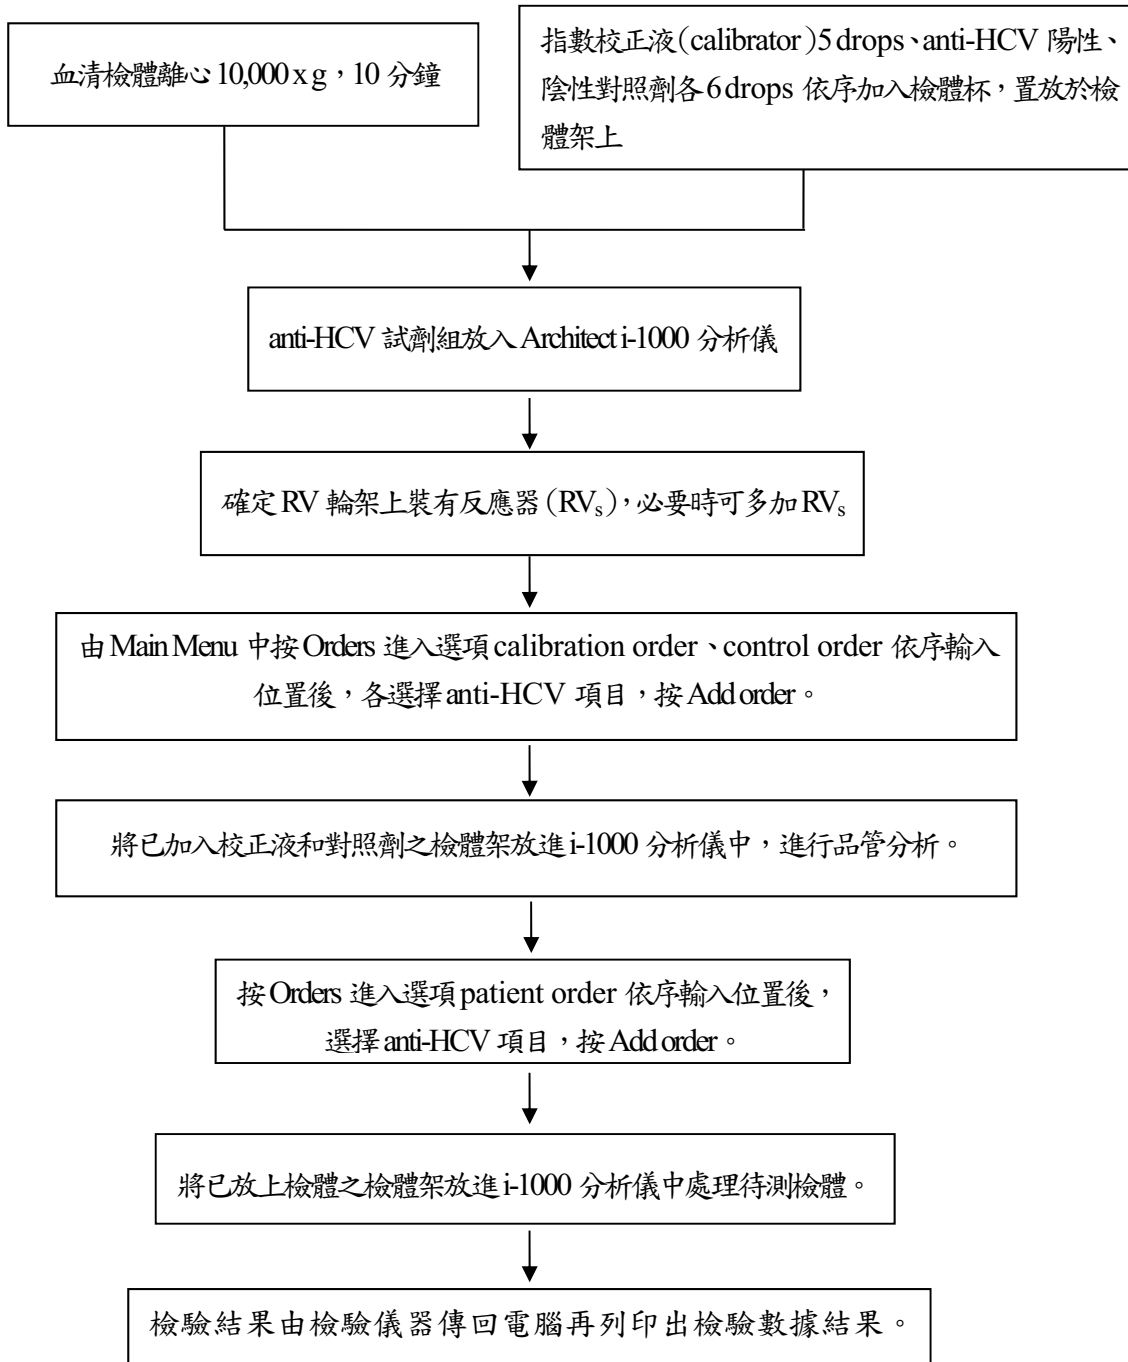 血清檢體離心 10,000 x g，10 分鐘
指數校正液(calibrator)5 drops、anti-HCV 陽性、
陰性對照劑各 6 drops 依序加入檢體杯，置放於檢
體架上
anti-HCV 試劑組放入 Architect i-1000 分析儀
確定 RV 輪架上裝有反應器(RVs)，必要時可多加 RVs
由 Main Menu 中按 Orders 進入選項 calibration order、control order 依序輸入
位置後，各選擇 anti-HCV 項目，按 Add order。
將已加入校正液和對照劑之檢體架放進 i-1000 分析儀中，進行品管分析。
按 Orders 進入選項 patient order 依序輸入位置後，
選擇 anti-HCV 項目，按 Add order。
將已放上檢體之檢體架放進 i-1000 分析儀中處理待測檢體。
檢驗結果由檢驗儀器傳回電腦再列印出檢驗數據結果。